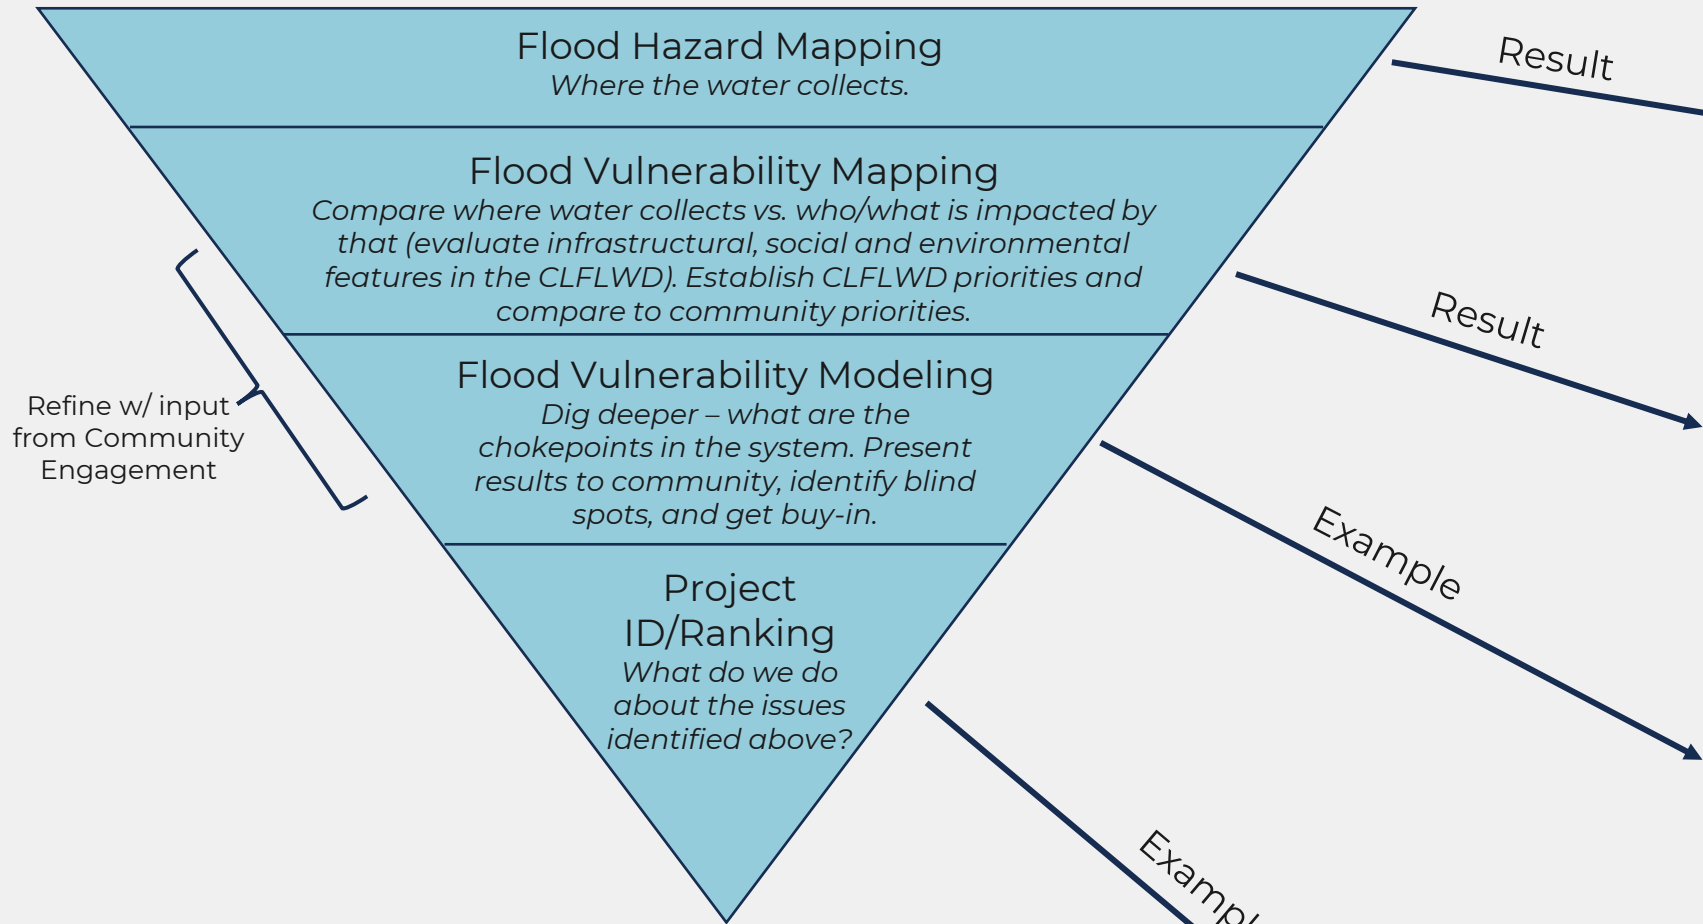 Flood Hazard Mapping
Where the water collects.
Result
Flood Vulnerability Mapping
Compare where water collects vs. who/what is impacted by
that (evaluate infrastructural, social and environmental
features in the CLFLWD). Establish CLFLWD priorities and
compare to community priorities.
Result
Refine w/ input
from Community
Engagement
Flood Vulnerability Modeling
Dig deeper – what are the
chokepoints in the system. Present
results to community, identify blind
spots, and get buy-in.
Example
Project
ID/Ranking
What do we do
about the issues
identified above?